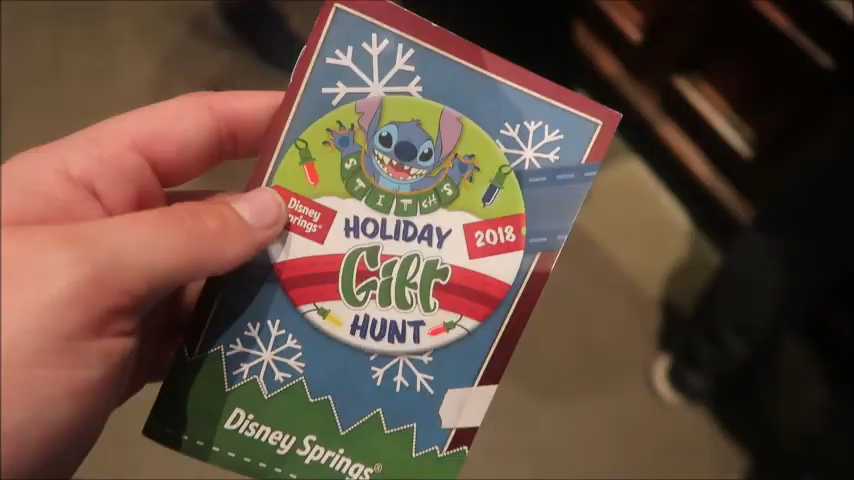 STITCH'S
Disney
Springs®
HOLIDAY
2018
Gift
HUNT
Disney Springs®